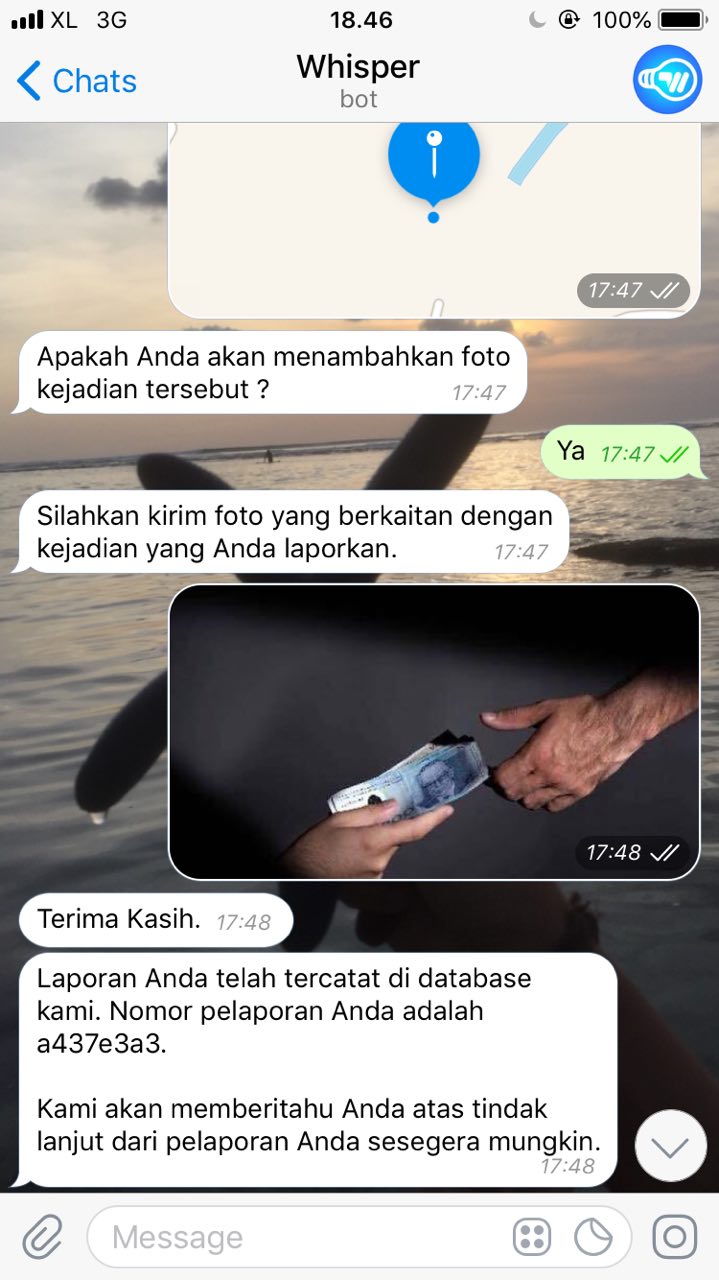 XL 3G 18.46 100%
Chats
Whisper
bot
17:47
Apakah Anda akan menambahkan foto
kejadian tersebut ?
17:47
Ya 17:47
Silahkan kirim foto yang berkaitan dengan
kejadian yang Anda laporkan.
17:47
17:48
Terima Kasih. 17:48
Laporan Anda telah tercatat di database
kami. Nomor pelaporan Anda adalah
a437e3a3.
Kami akan memberitahu Anda atas tindak
lanjut dari pelaporan Anda sesegera mungkin.
17:48
Message